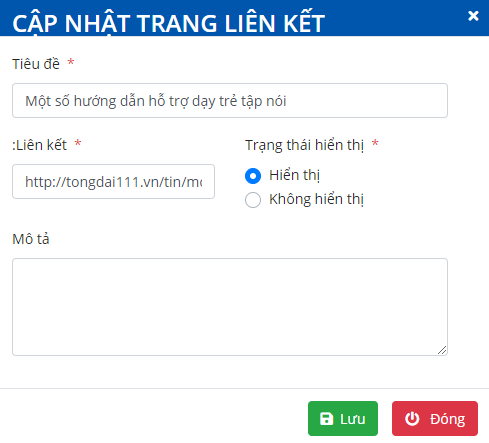 CẬP NHẬT TRANG LIÊN KẾT
Tiêu đề *
Một số hướng dẫn hỗ trợ dạy trẻ tập nói
:Liên kết *
Trạng thái hiển thị *
http://tongdai111.vn/tin/mo
Hiển thị
Không hiển thị
Mô tả
Lưu
Đóng